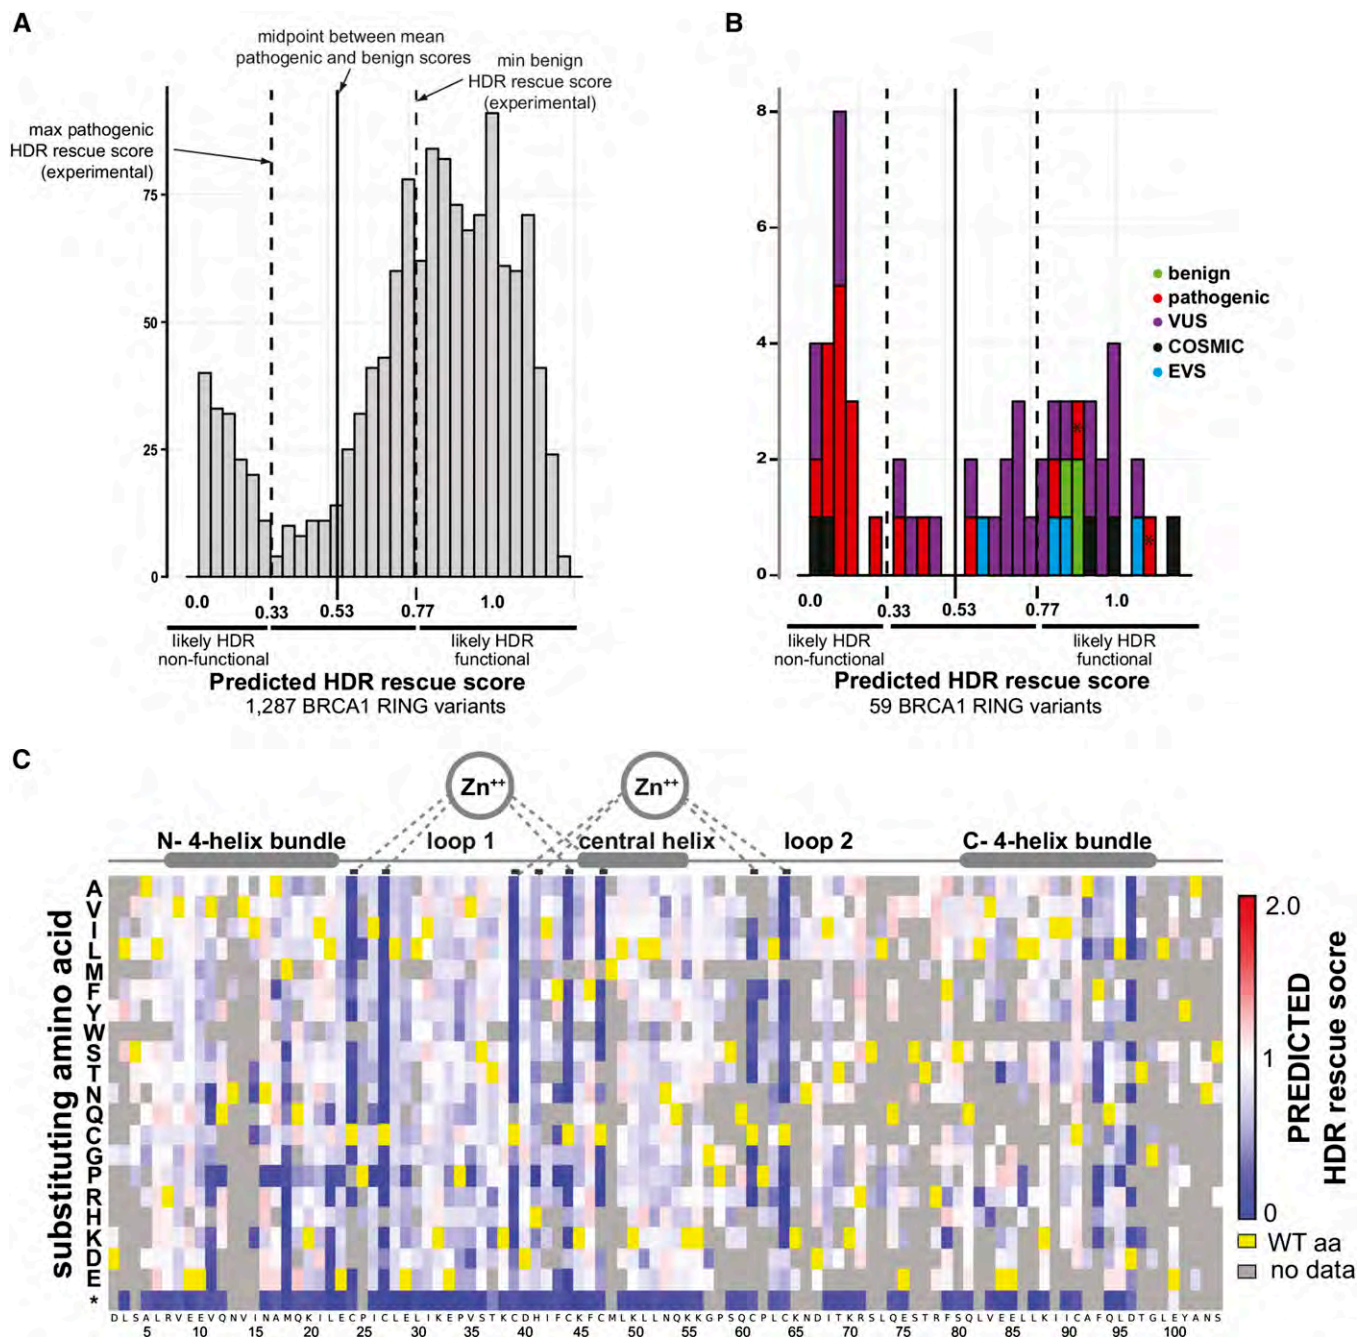 A
midpoint between mean
pathogenic and benign scores
min benign
HDR rescue score
(experimental)
max pathogenic
HDR rescue score
(experimental)
75
50
25
0
0.0
0.33
0.53
0.77
1.0
likely HDR
non-functional
likely HDR
functional
Predicted HDR rescue score
1,287 BRCA1 RING variants
B
8
6
4
2
0
benign
pathogenic
VUS
COSMIC
EVS
*
*
0.0
0.33
0.53
0.77
1.0
likely HDR
non-functional
likely HDR
functional
Predicted HDR rescue score
59 BRCA1 RING variants
C
Zn++
Zn++
N- 4-helix bundle
loop 1
central helix
loop 2
C- 4-helix bundle
substituting amino acid
A
V
I
L
M
F
Y
W
S
T
N
Q
C
G
P
R
H
K
D
E
*
DLSALRVEEVQNVINAMQKILECPICLELIKEPVSTKCDHIFCKFCMLKLLNQKKGPSQCPLCKNDITKRSLQESTRFSQLVEELLKIICAFQLDTGLEYANS
5 10 15 20 25 30 35 40 45 50 55 60 65 70 75 80 85 90 95 100
2.0
1
0
PREDICTED
HDR rescue socre
WT aa
no data